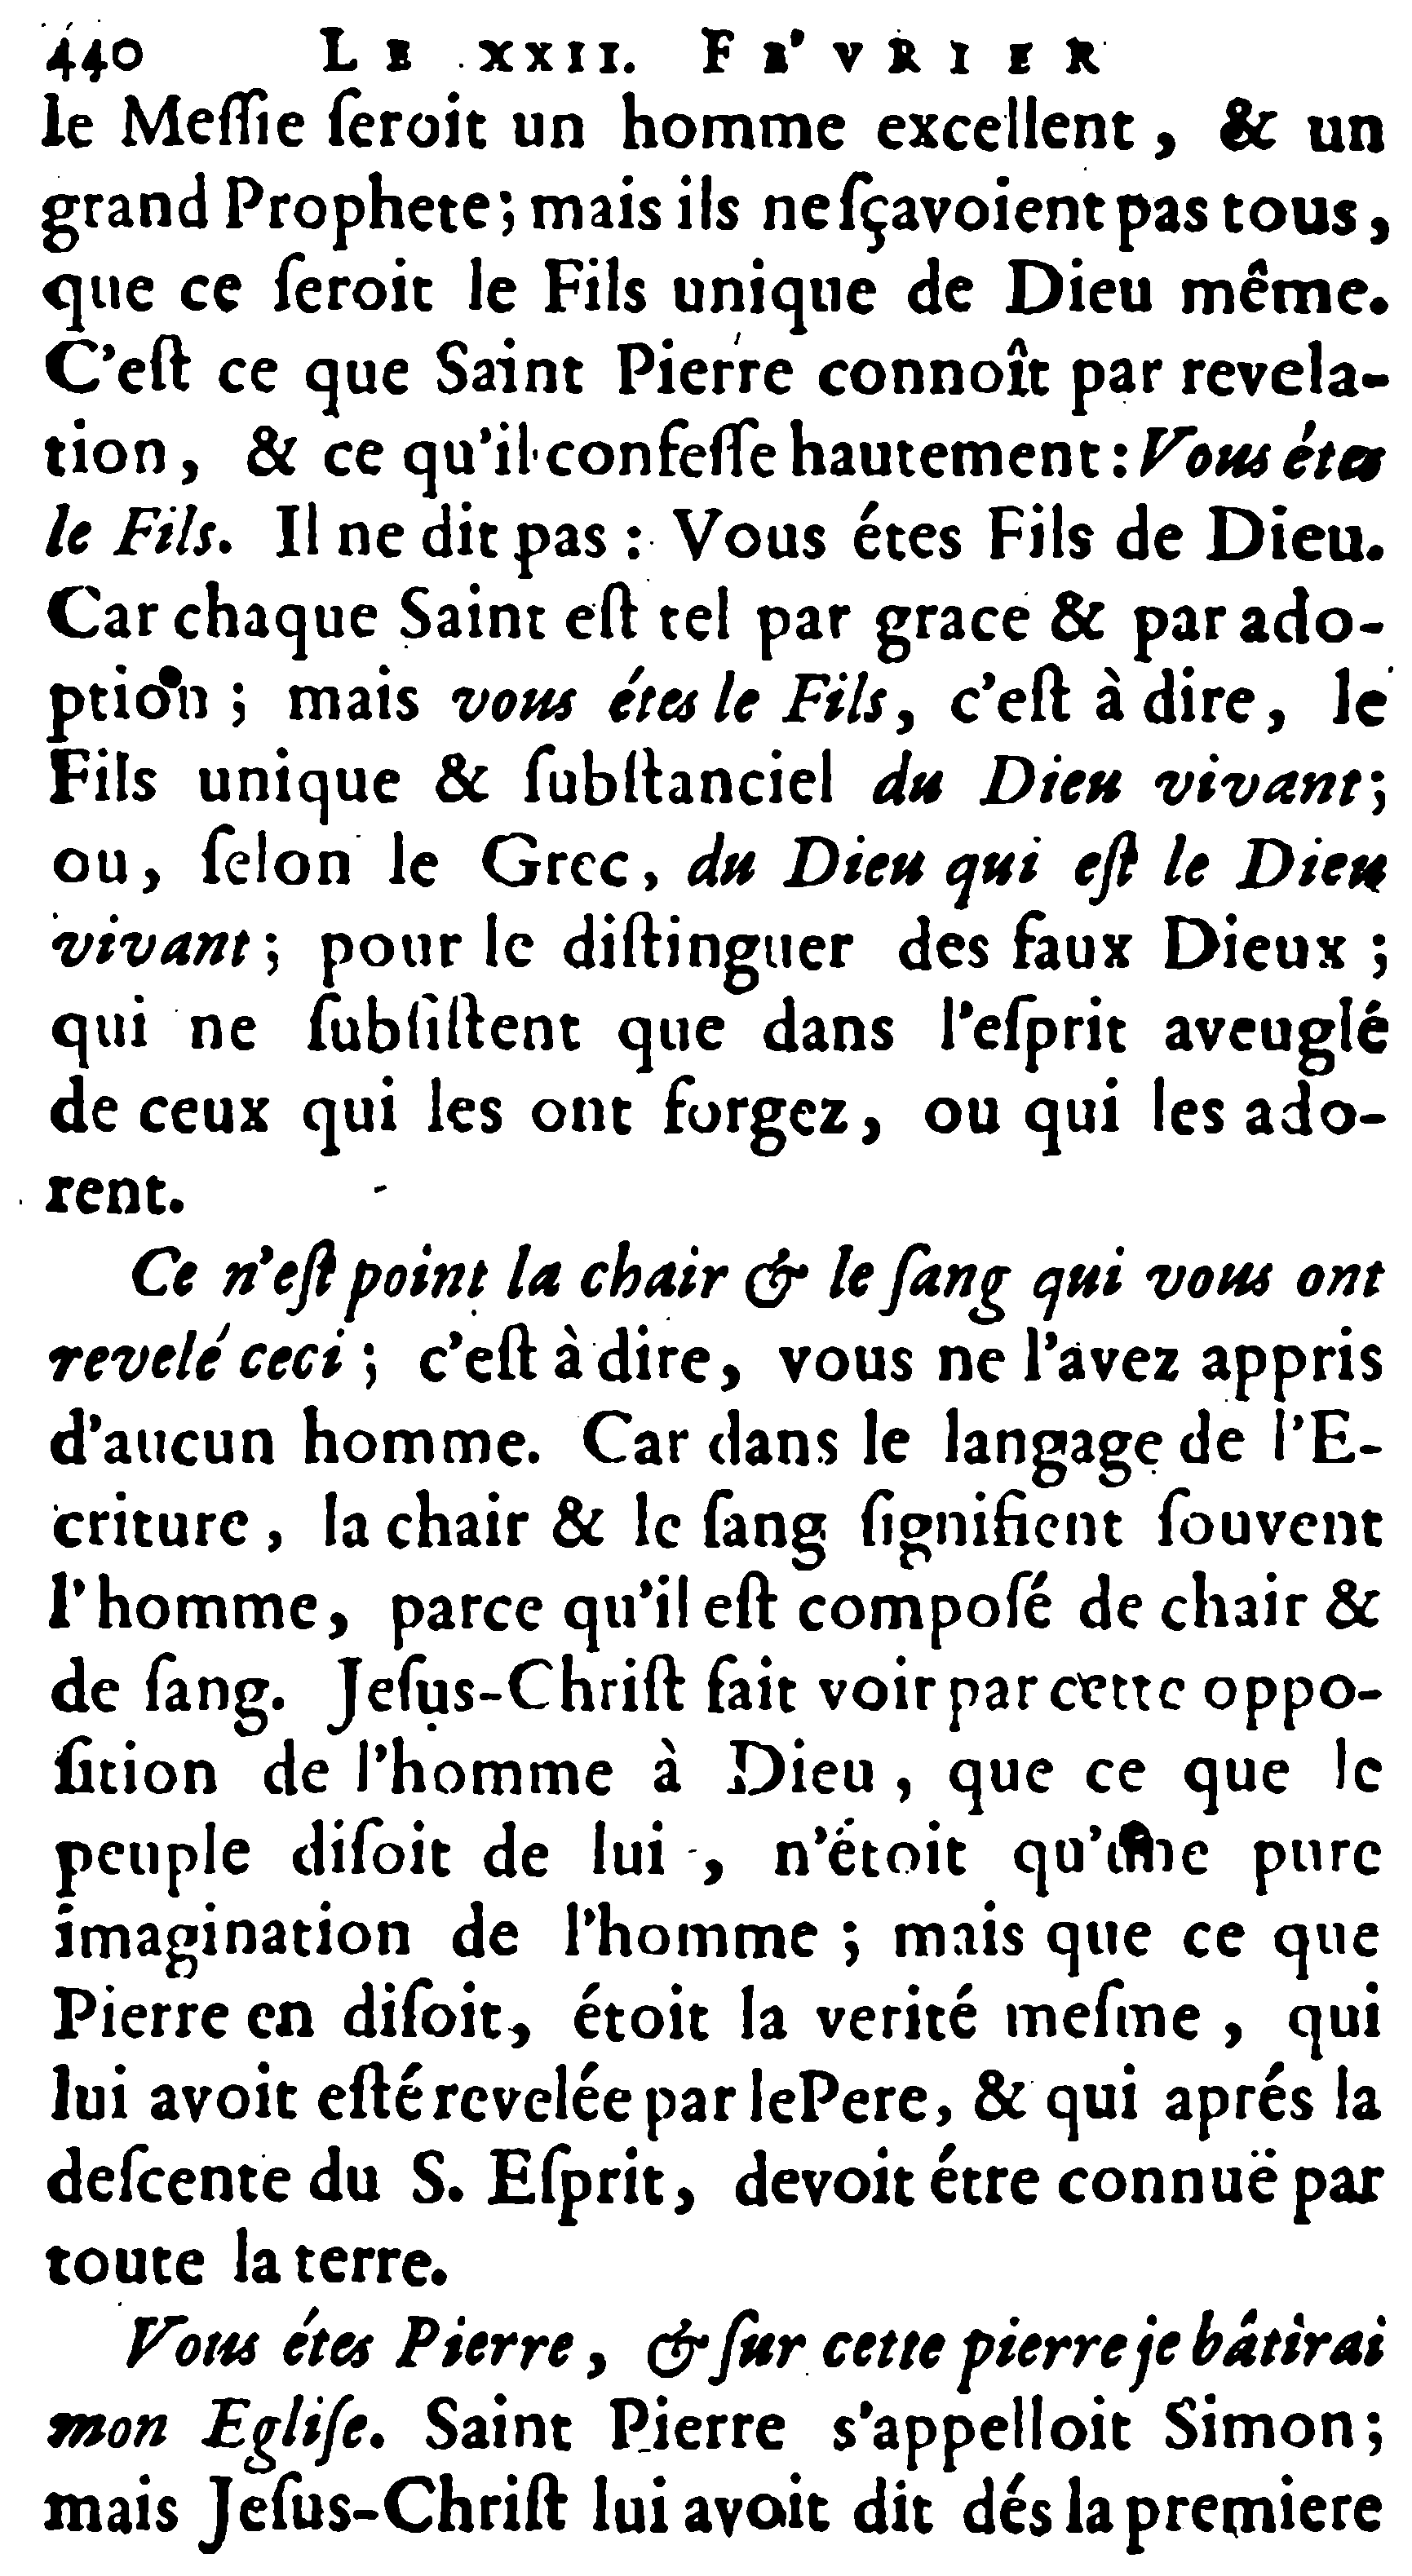 440 LE XXII. FE'VRIER
le Meſſie ſeroit un homme excellent, & un
grand Prophete; mais ils ne ſçavoient pas tous,
que ce ſeroit le Fils unique de Dieu même.
C'eſt ce que Saint Pierre connoît par revela-
tion, & ce qu'il confeſſe hautement: Vous étes
le Fils. Il ne dit pas: Vous étes Fils de Dieu.
Car chaque Saint eſt tel par grace & par ado-
ption; mais vous étes le Fils, c'eſt à dire, le
Fils unique & ſubſtanciel du Dieu vivant;
ou, ſelon le Grec, du Dieu qui eſt le Dieu
vivant; pour le diſtinguer des faux Dieux;
qui ne ſubſiſtent que dans l'eſprit aveuglé
de ceux qui les ont forgez, ou qui les ado-
rent.
Ce n'eſt point la chair & le ſang qui vous ont
revelé ceci; c'eſt à dire, vous ne l'avez appris
d'aucun homme. Car dans le langage de l'E-
criture, la chair & le ſang ſignifient ſouvent
l'homme, parce qu'il eſt compoſé de chair &
de ſang. Jeſus-Chriſt fait voir par cette oppo-
ſition de l'homme à Dieu, que ce que le
peuple diſoit de lui, n'étoit qu'une pure
imagination de l'homme; mais que ce que
Pierre en diſoit, étoit la verité meſme, qui
lui avoit eſté revelée par le Pere, & qui aprés la
deſcente du S. Eſprit, devoit étre connuë par
toute la terre.
Vous étes Pierre, & ſur cette pierre je bâtirai
mon Egliſe. Saint Pierre s'appelloit Simon;
mais Jeſus-Chriſt lui avoit dit dés la premiere